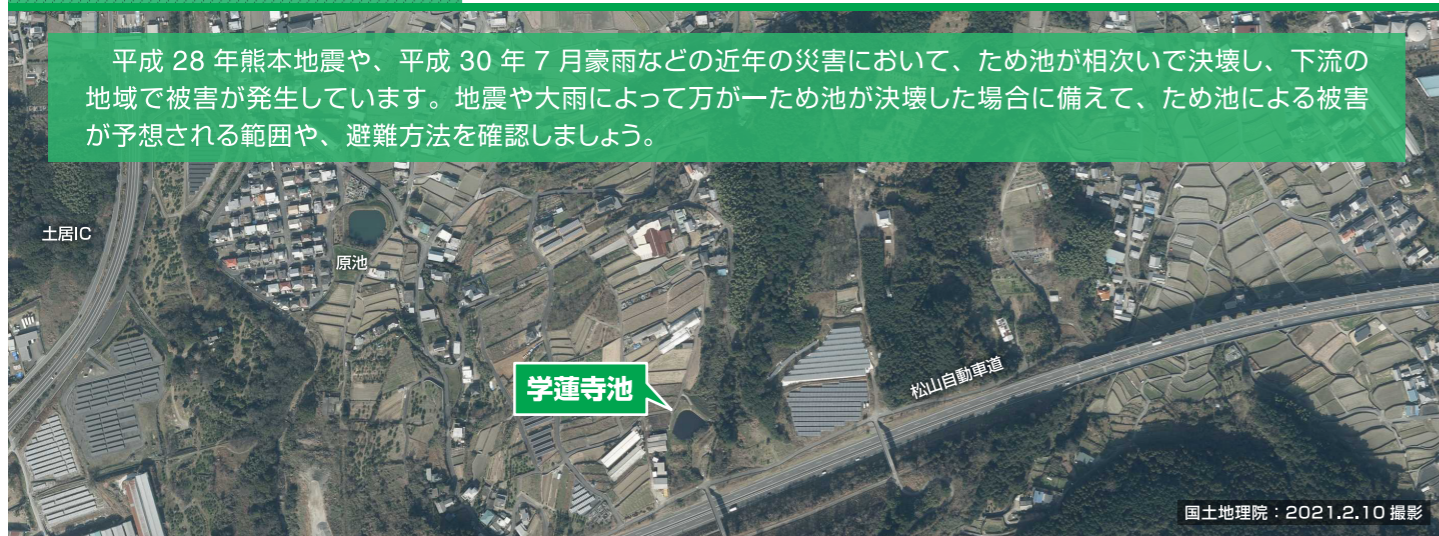 平成 28 年熊本地震や、平成 30 年 7 月豪雨などの近年の災害において、ため池が相次いで決壊し、下流の
地域で被害が発生しています。地震や大雨によって万が一ため池が決壊した場合に備えて、ため池による被害
が予想される範囲や、避難方法を確認しましょう。
土居IC
原池
学蓮寺池
松山自動車道
国土地理院：2021.2.10 撮影